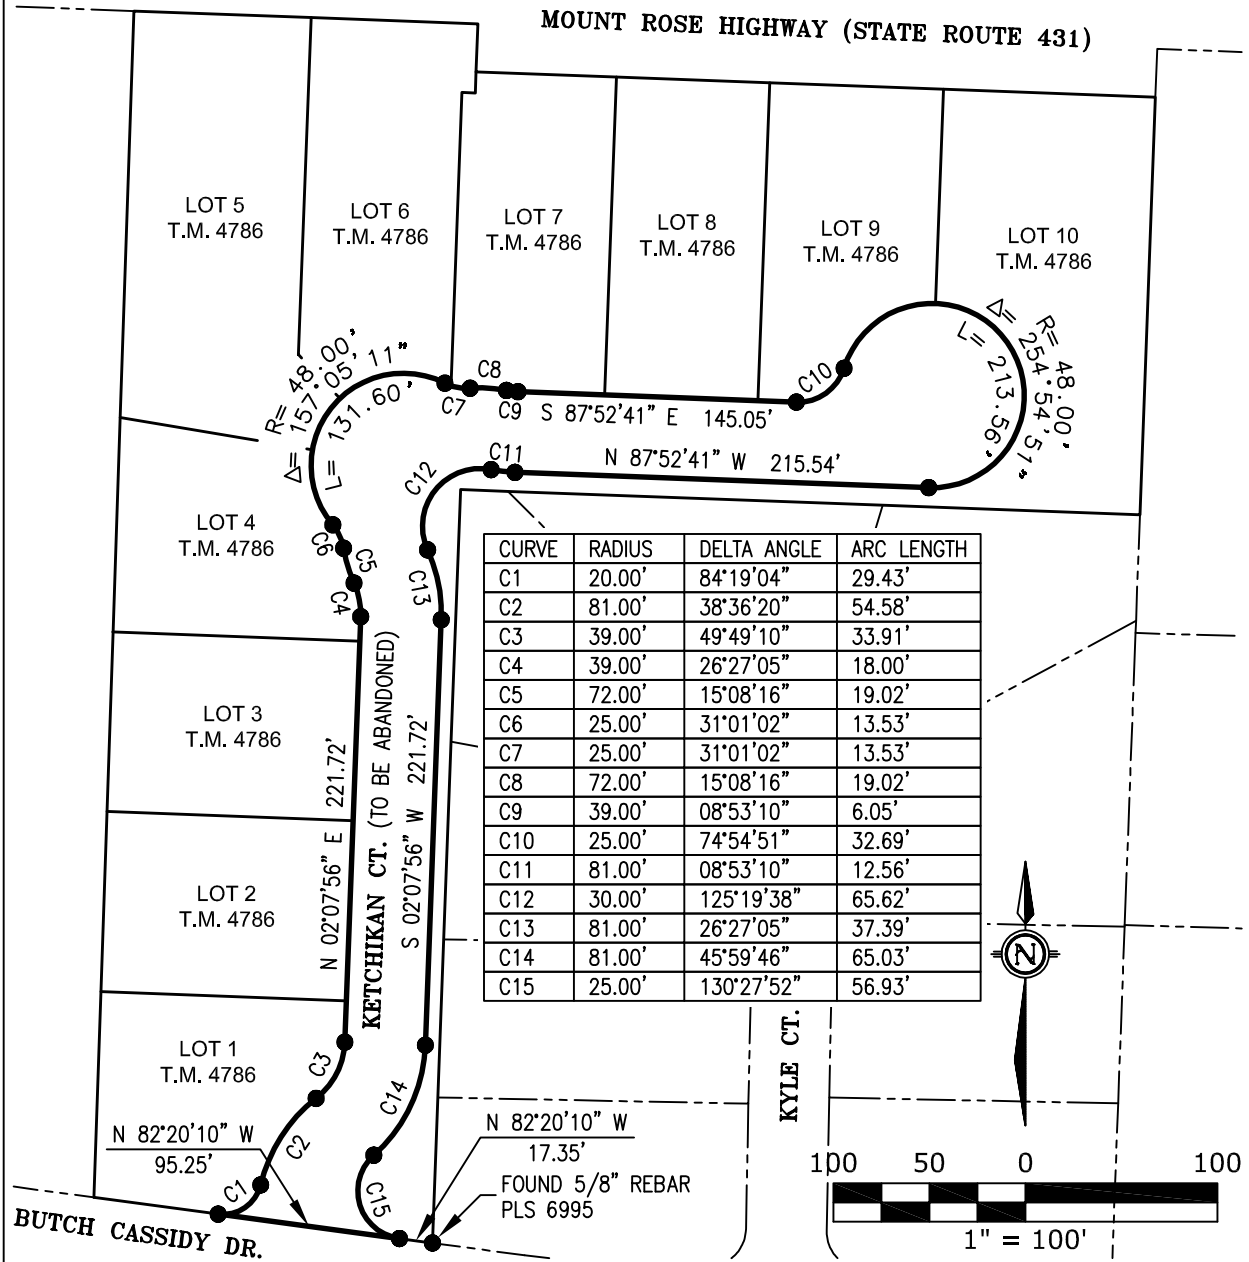 MOUNT ROSE HIGHWAY (STATE ROUTE 431)
LOT 5
T.M. 4786
LOT 6
T.M. 4786
LOT 7
T.M. 4786
LOT 8
T.M. 4786
LOT 9
T.M. 4786
LOT 10
T.M. 4786
R= 48.00'
Δ= 157°05'11"
L= 131.60'
C7
C8
C9
S 87°52'41" E 145.05'
C10
R= 48.00'
Δ= 254°54'51"
L= 213.56'
C11
N 87°52'41" W 215.54'
C12
LOT 4
T.M. 4786
C6
C5
C4
C13
CURVE RADIUS DELTA ANGLE ARC LENGTH
C1 20.00' 84°19'04" 29.43'
C2 81.00' 38°36'20" 54.58'
C3 39.00' 49°49'10" 33.91'
C4 39.00' 26°27'05" 18.00'
C5 72.00' 15°08'16" 19.02'
C6 25.00' 31°01'02" 13.53'
C7 25.00' 31°01'02" 13.53'
C8 72.00' 15°08'16" 19.02'
C9 39.00' 08°53'10" 6.05'
C10 25.00' 74°54'51" 32.69'
C11 81.00' 08°53'10" 12.56'
C12 30.00' 125°19'38" 65.62'
C13 81.00' 26°27'05" 37.39'
C14 81.00' 45°59'46" 65.03'
C15 25.00' 130°27'52" 56.93'
LOT 3
T.M. 4786
N 02°07'56" E 221.72'
KETCHIKAN CT. (TO BE ABANDONED)
S 02°07'56" W 221.72'
LOT 2
T.M. 4786
LOT 1
T.M. 4786
C3
C14
C2
C1
C15
N 82°20'10" W
95.25'
N 82°20'10" W
17.35'
FOUND 5/8" REBAR
PLS 6995
KYLE CT.
N
BUTCH CASSIDY DR.
100 50 0 100
1" = 100'